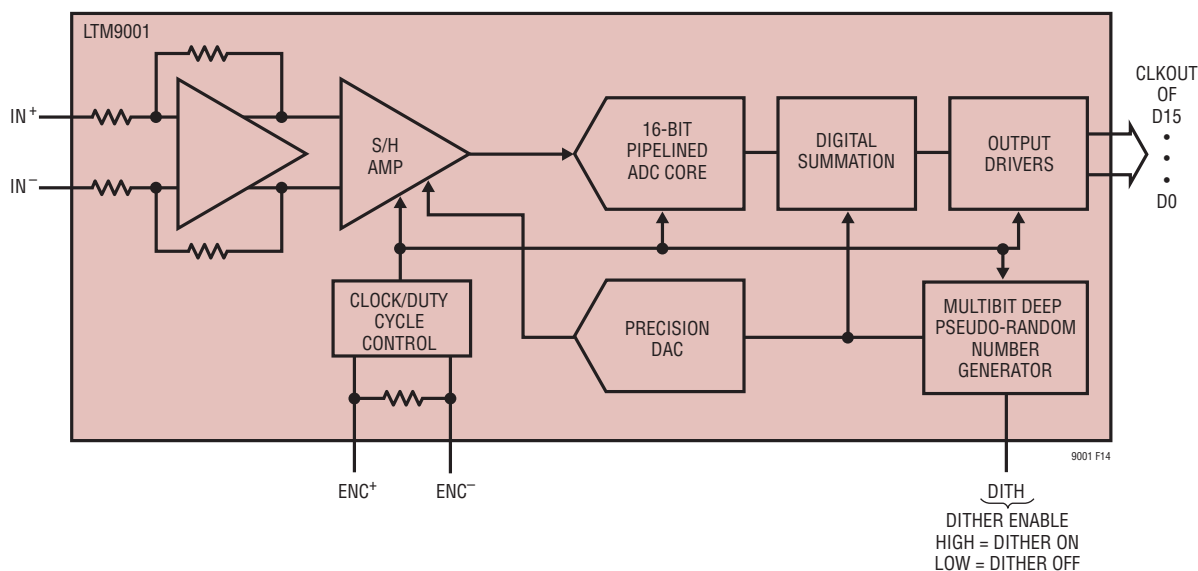 LTM9001
IN+
IN−
S/H
AMP
16-BIT
PIPELINED
ADC CORE
DIGITAL
SUMMATION
OUTPUT
DRIVERS
CLKOUT
OF
D15
•
•
•
D0
CLOCK/DUTY
CYCLE
CONTROL
PRECISION
DAC
MULTIBIT DEEP
PSEUDO-RANDOM
NUMBER
GENERATOR
9001 F14
ENC+
ENC−
DITH
DITHER ENABLE
HIGH = DITHER ON
LOW = DITHER OFF